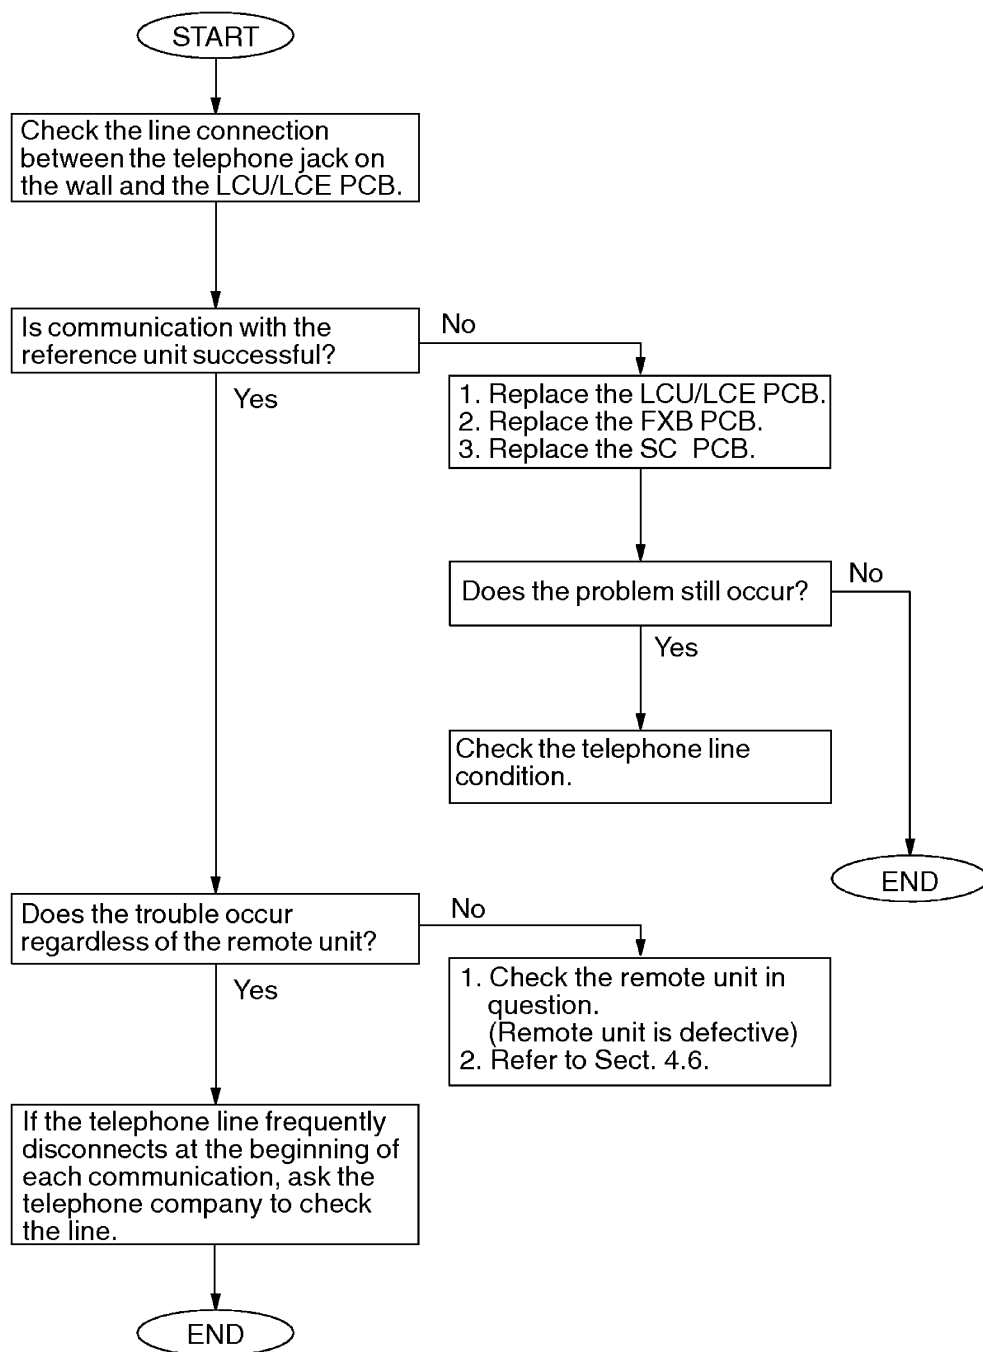 START
Check the line connection
between the telephone jack on
the wall and the LCU/LCE PCB.
Is communication with the
reference unit successful?
No
Yes
1. Replace the LCU/LCE PCB.
2. Replace the FXB PCB.
3. Replace the SC PCB.
Does the problem still occur?
No
Yes
Check the telephone line
condition.
END
Does the trouble occur
regardless of the remote unit?
No
Yes
1. Check the remote unit in
question.
(Remote unit is defective)
2. Refer to Sect. 4.6.
If the telephone line frequently
disconnects at the beginning of
each communication, ask the
telephone company to check
the line.
END